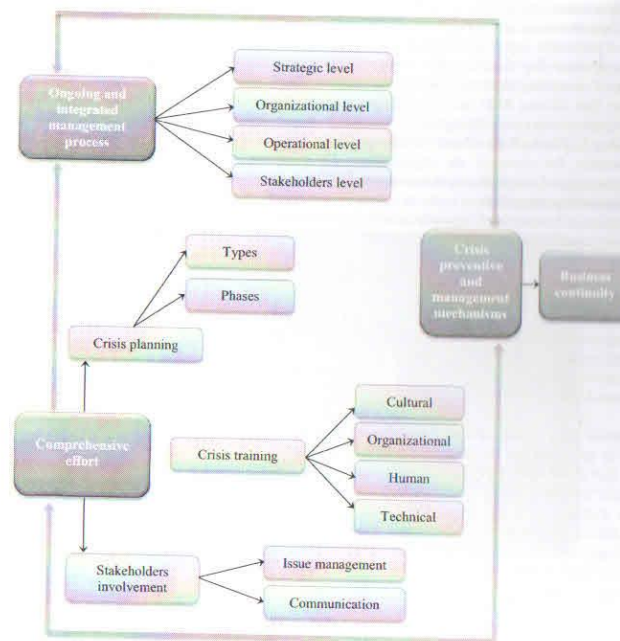 Ongoing and
integrated
management
process
Strategic level
Organizational level
Operational level
Stakeholders level
Types
Phases
Crisis planning
Crisis
preventive
and
management
mechanisms
Business
continuity
Comprehensive
effort
Crisis training
Cultural
Organizational
Human
Technical
Stakeholders
involvement
Issue management
Communication